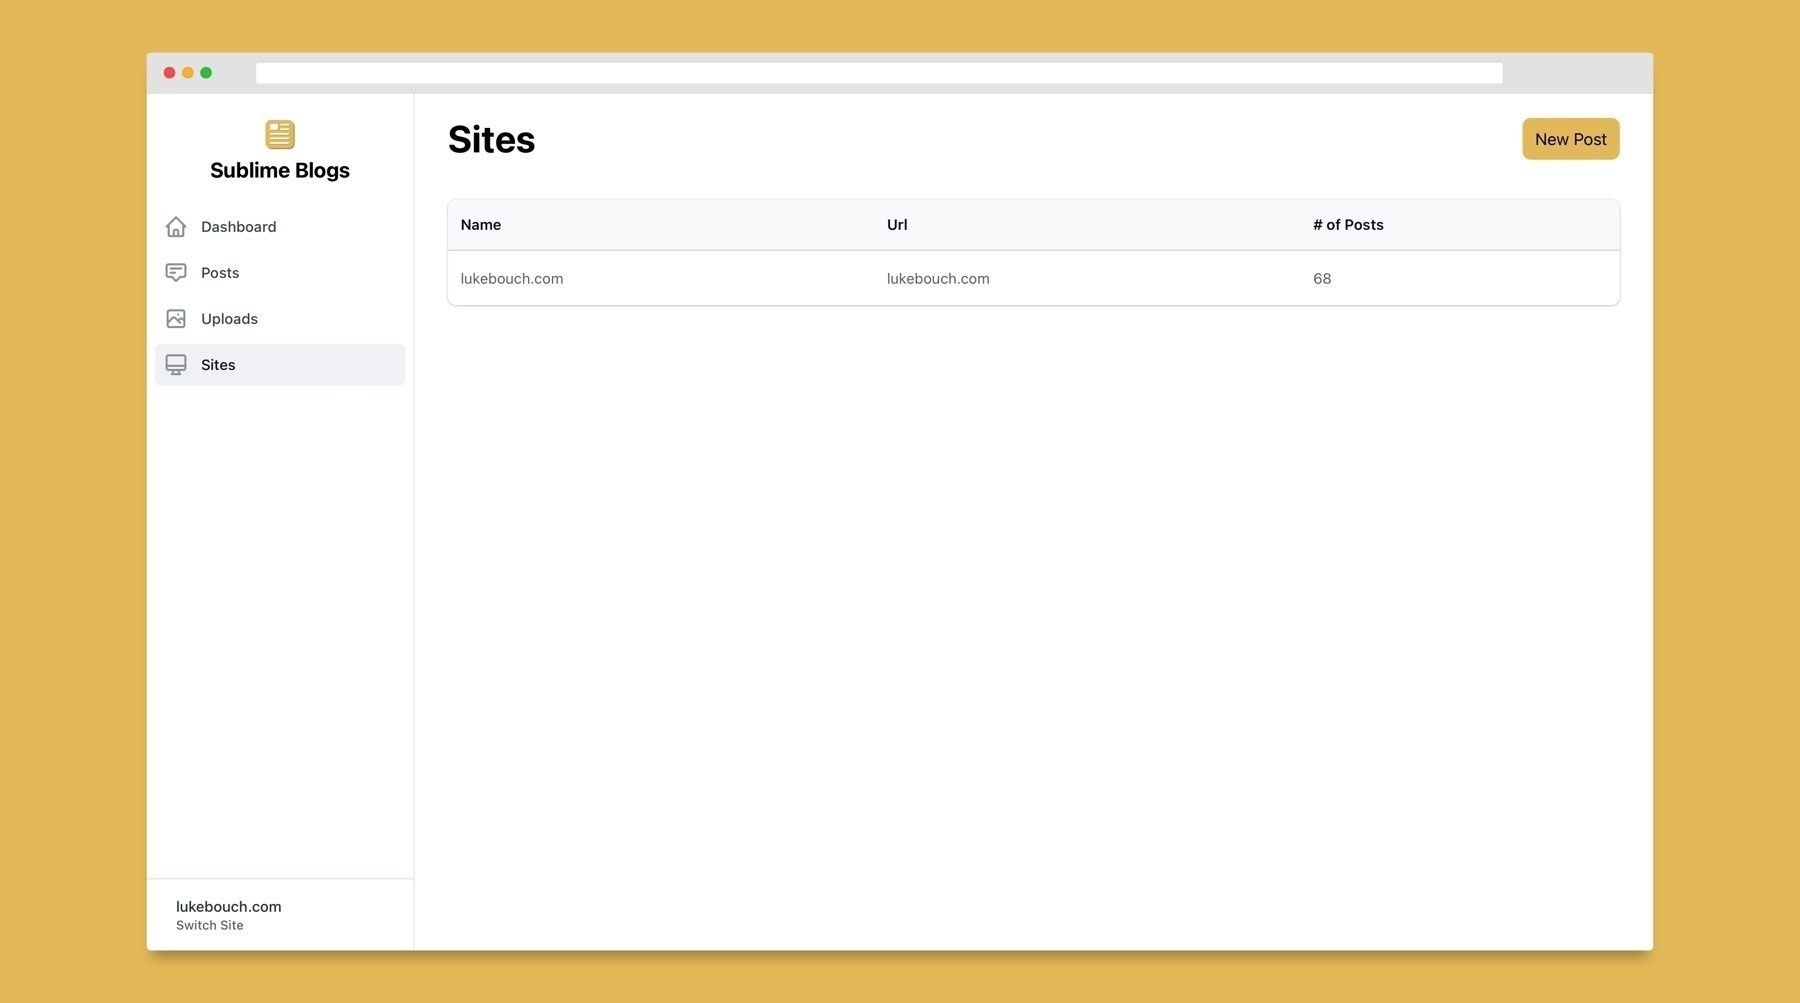 Sublime Blogs
Dashboard
Posts
Uploads
Sites
lukebouch.com
Switch Site
Sites
New Post
Name Url # of Posts
lukebouch.com lukebouch.com 68